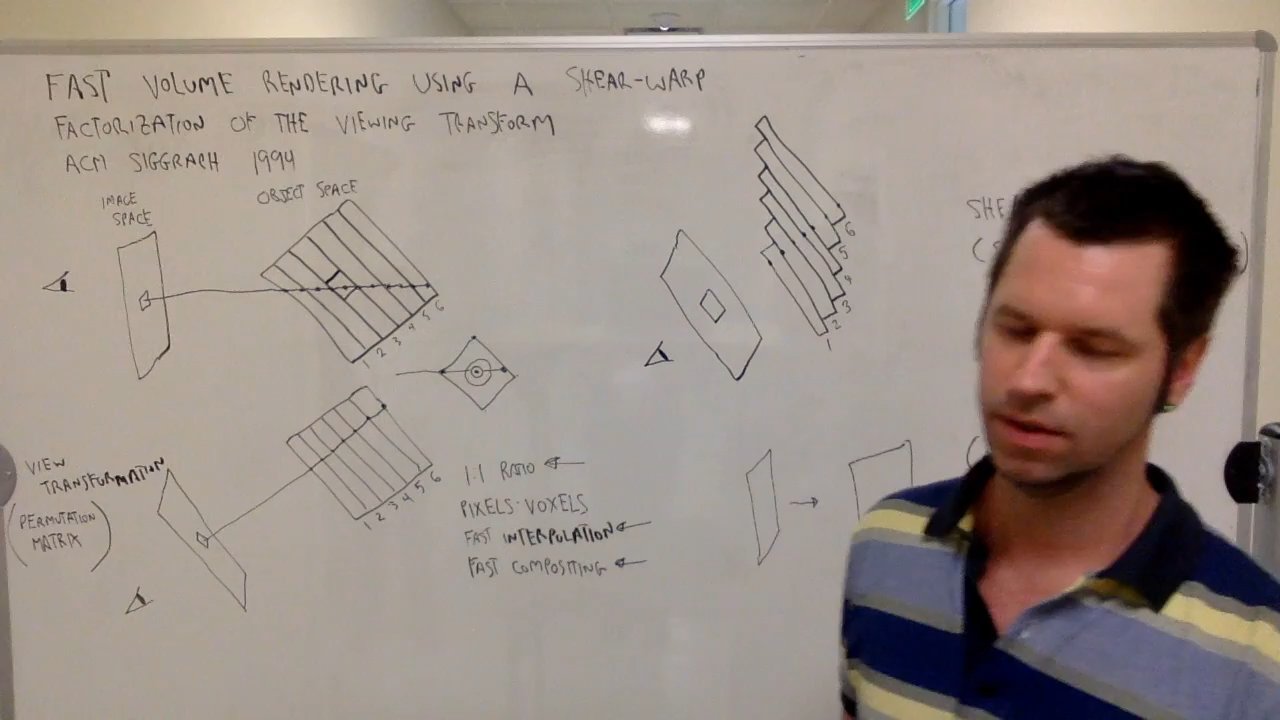 FAST VOLUME RENDERING USING A SHEAR-WARP
FACTORIZATION OF THE VIEWING TRANSFORM
ACM SIGGRAPH 1994
IMAGE
SPACE
OBJECT SPACE
1 2 3 4 5 6
6
5
4
3
2
1
SHE
(
)
VIEW
TRANSFORMATION
(PERMUTATION
MATRIX)
1 2 3 4 5 6
1:1 RATIO
PIXELS-VOXELS
FAST INTERPOLATION
FAST COMPOSITING
(